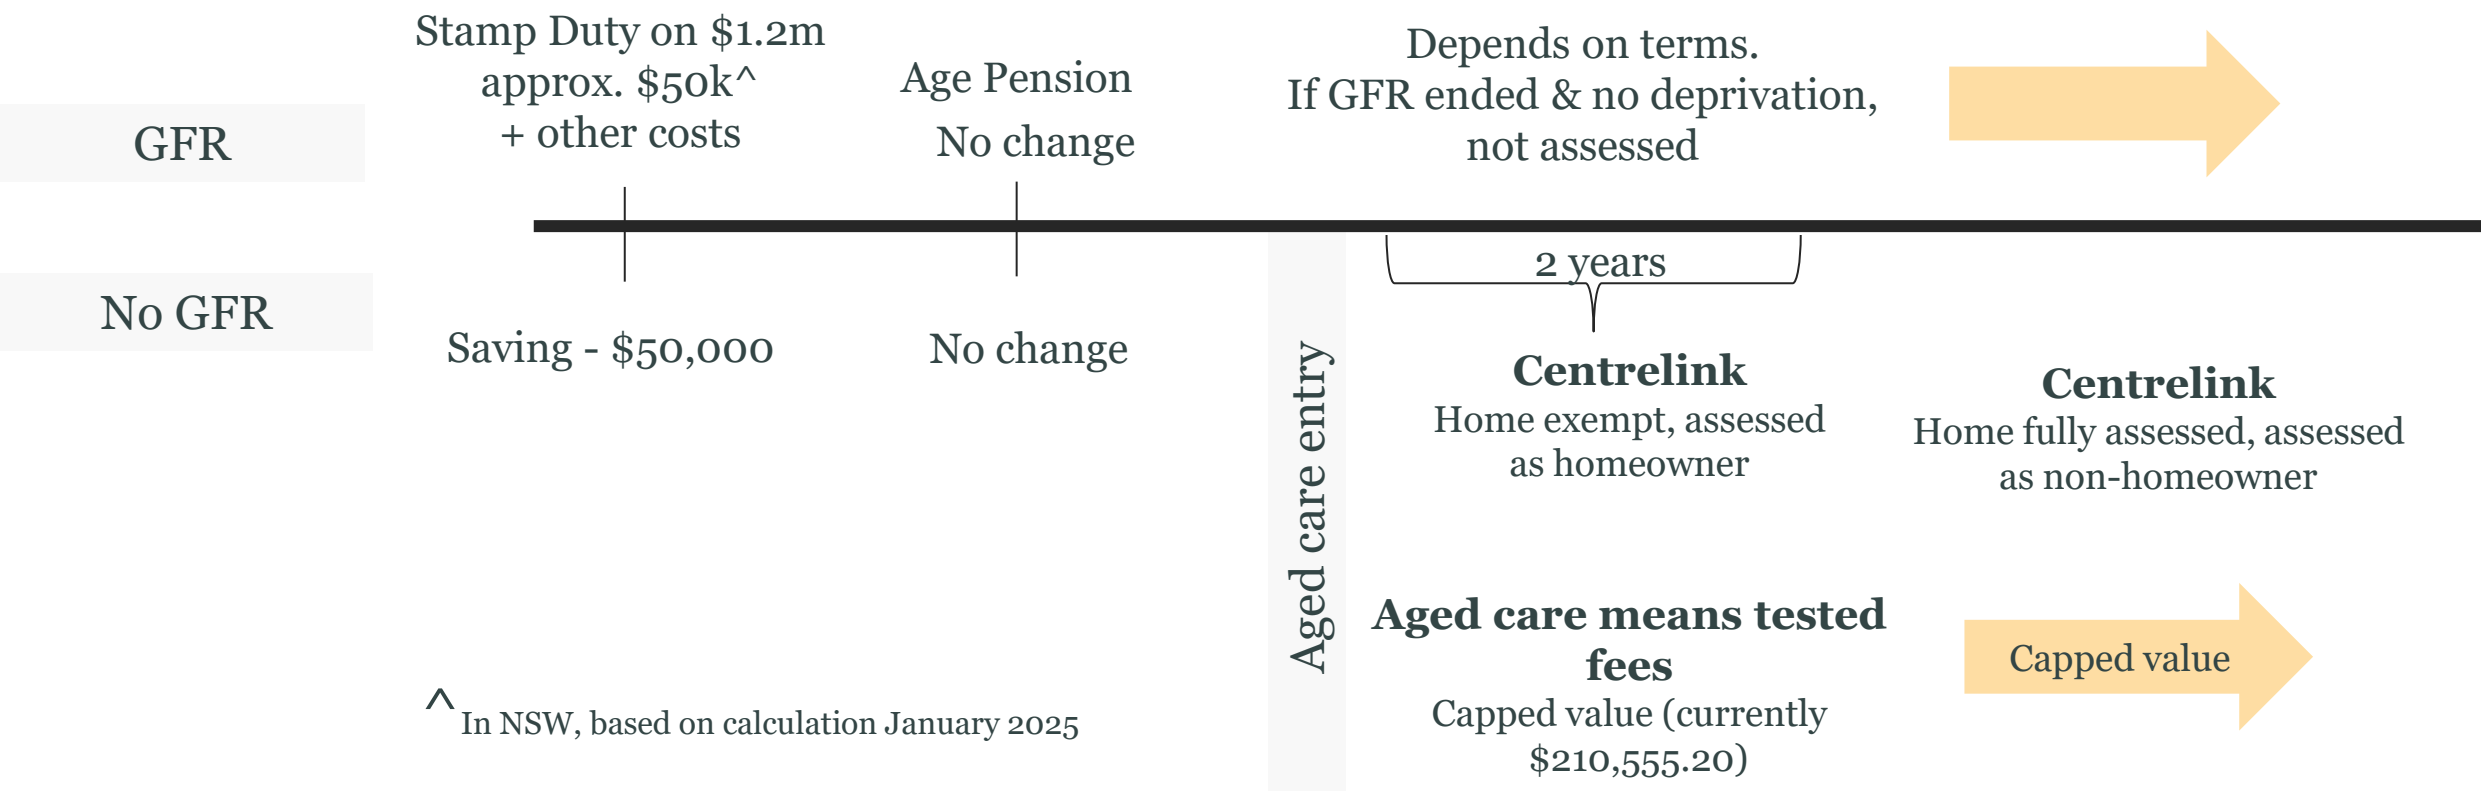 GFR
Stamp Duty on $1.2m
approx. $50k^
+ other costs
Age Pension
No change
Depends on terms.
If GFR ended & no deprivation,
not assessed
No GFR
Saving - $50,000
No change
Aged care entry
2 years
Centrelink
Home exempt, assessed
as homeowner
Centrelink
Home fully assessed, assessed
as non-homeowner
Aged care means tested
fees
Capped value (currently
$210,555.20)
Capped value
^In NSW, based on calculation January 2025